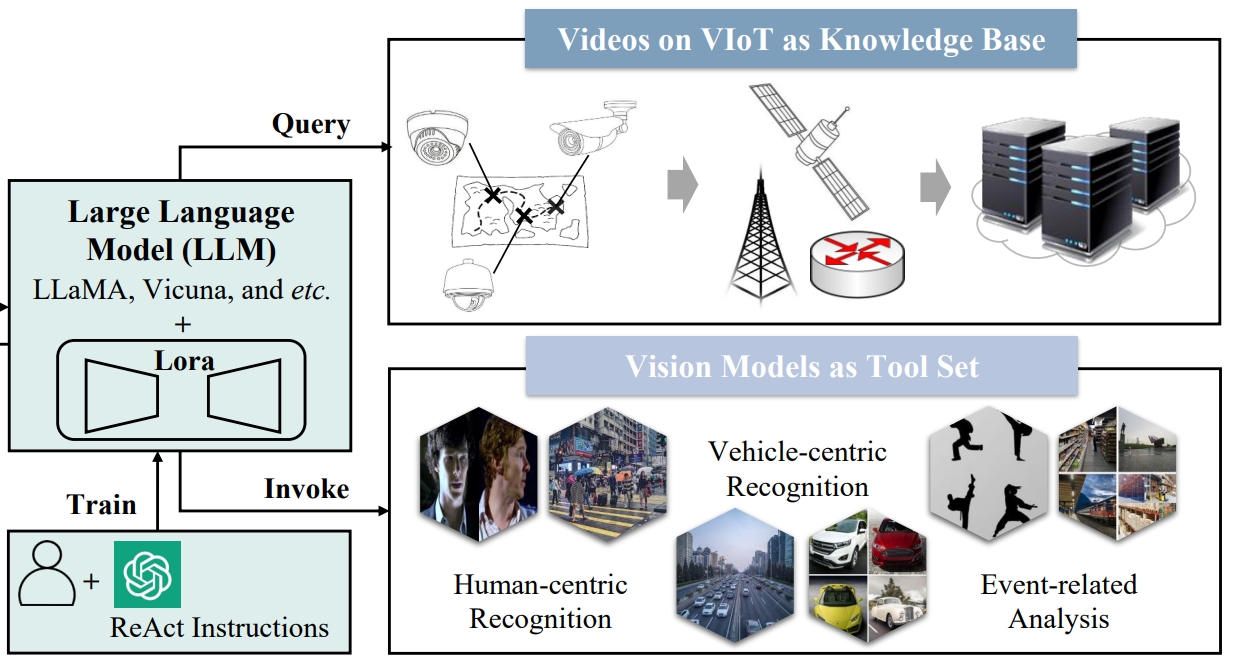 Videos on VIoT as Knowledge Base
Query
Large Language
Model (LLM)
LLaMA, Vicuna, and etc.
+
Lora
Vision Models as Tool Set
Vehicle-centric
Recognition
Train
Invoke
Human-centric
Recognition
Event-related
Analysis
+
ReAct Instructions